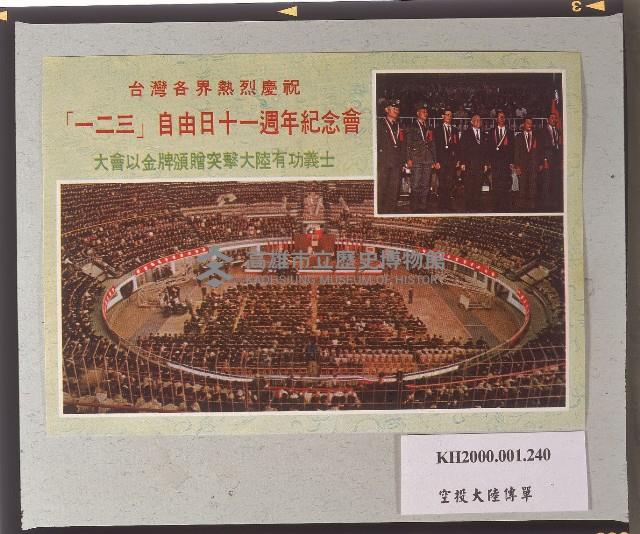 台灣各界熱烈慶祝
「一二三」自由日十一週年紀念會
大會以金牌頒贈突擊大陸有功義士
高雄市立歷史博物館
KAOHSIUNG MUSEUM OF HISTORY
KH2000.001.240
空投大陸傳單
3